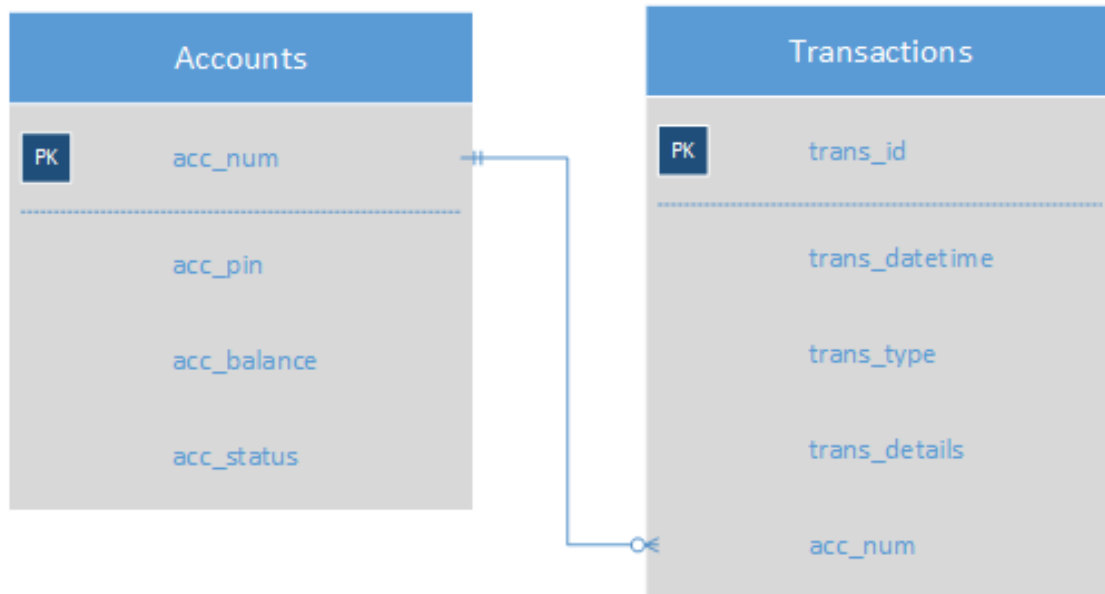 Accounts
PK acc_num
acc_pin
acc_balance
acc_status
Transactions
PK trans_id
trans_datetime
trans_type
trans_details
acc_num